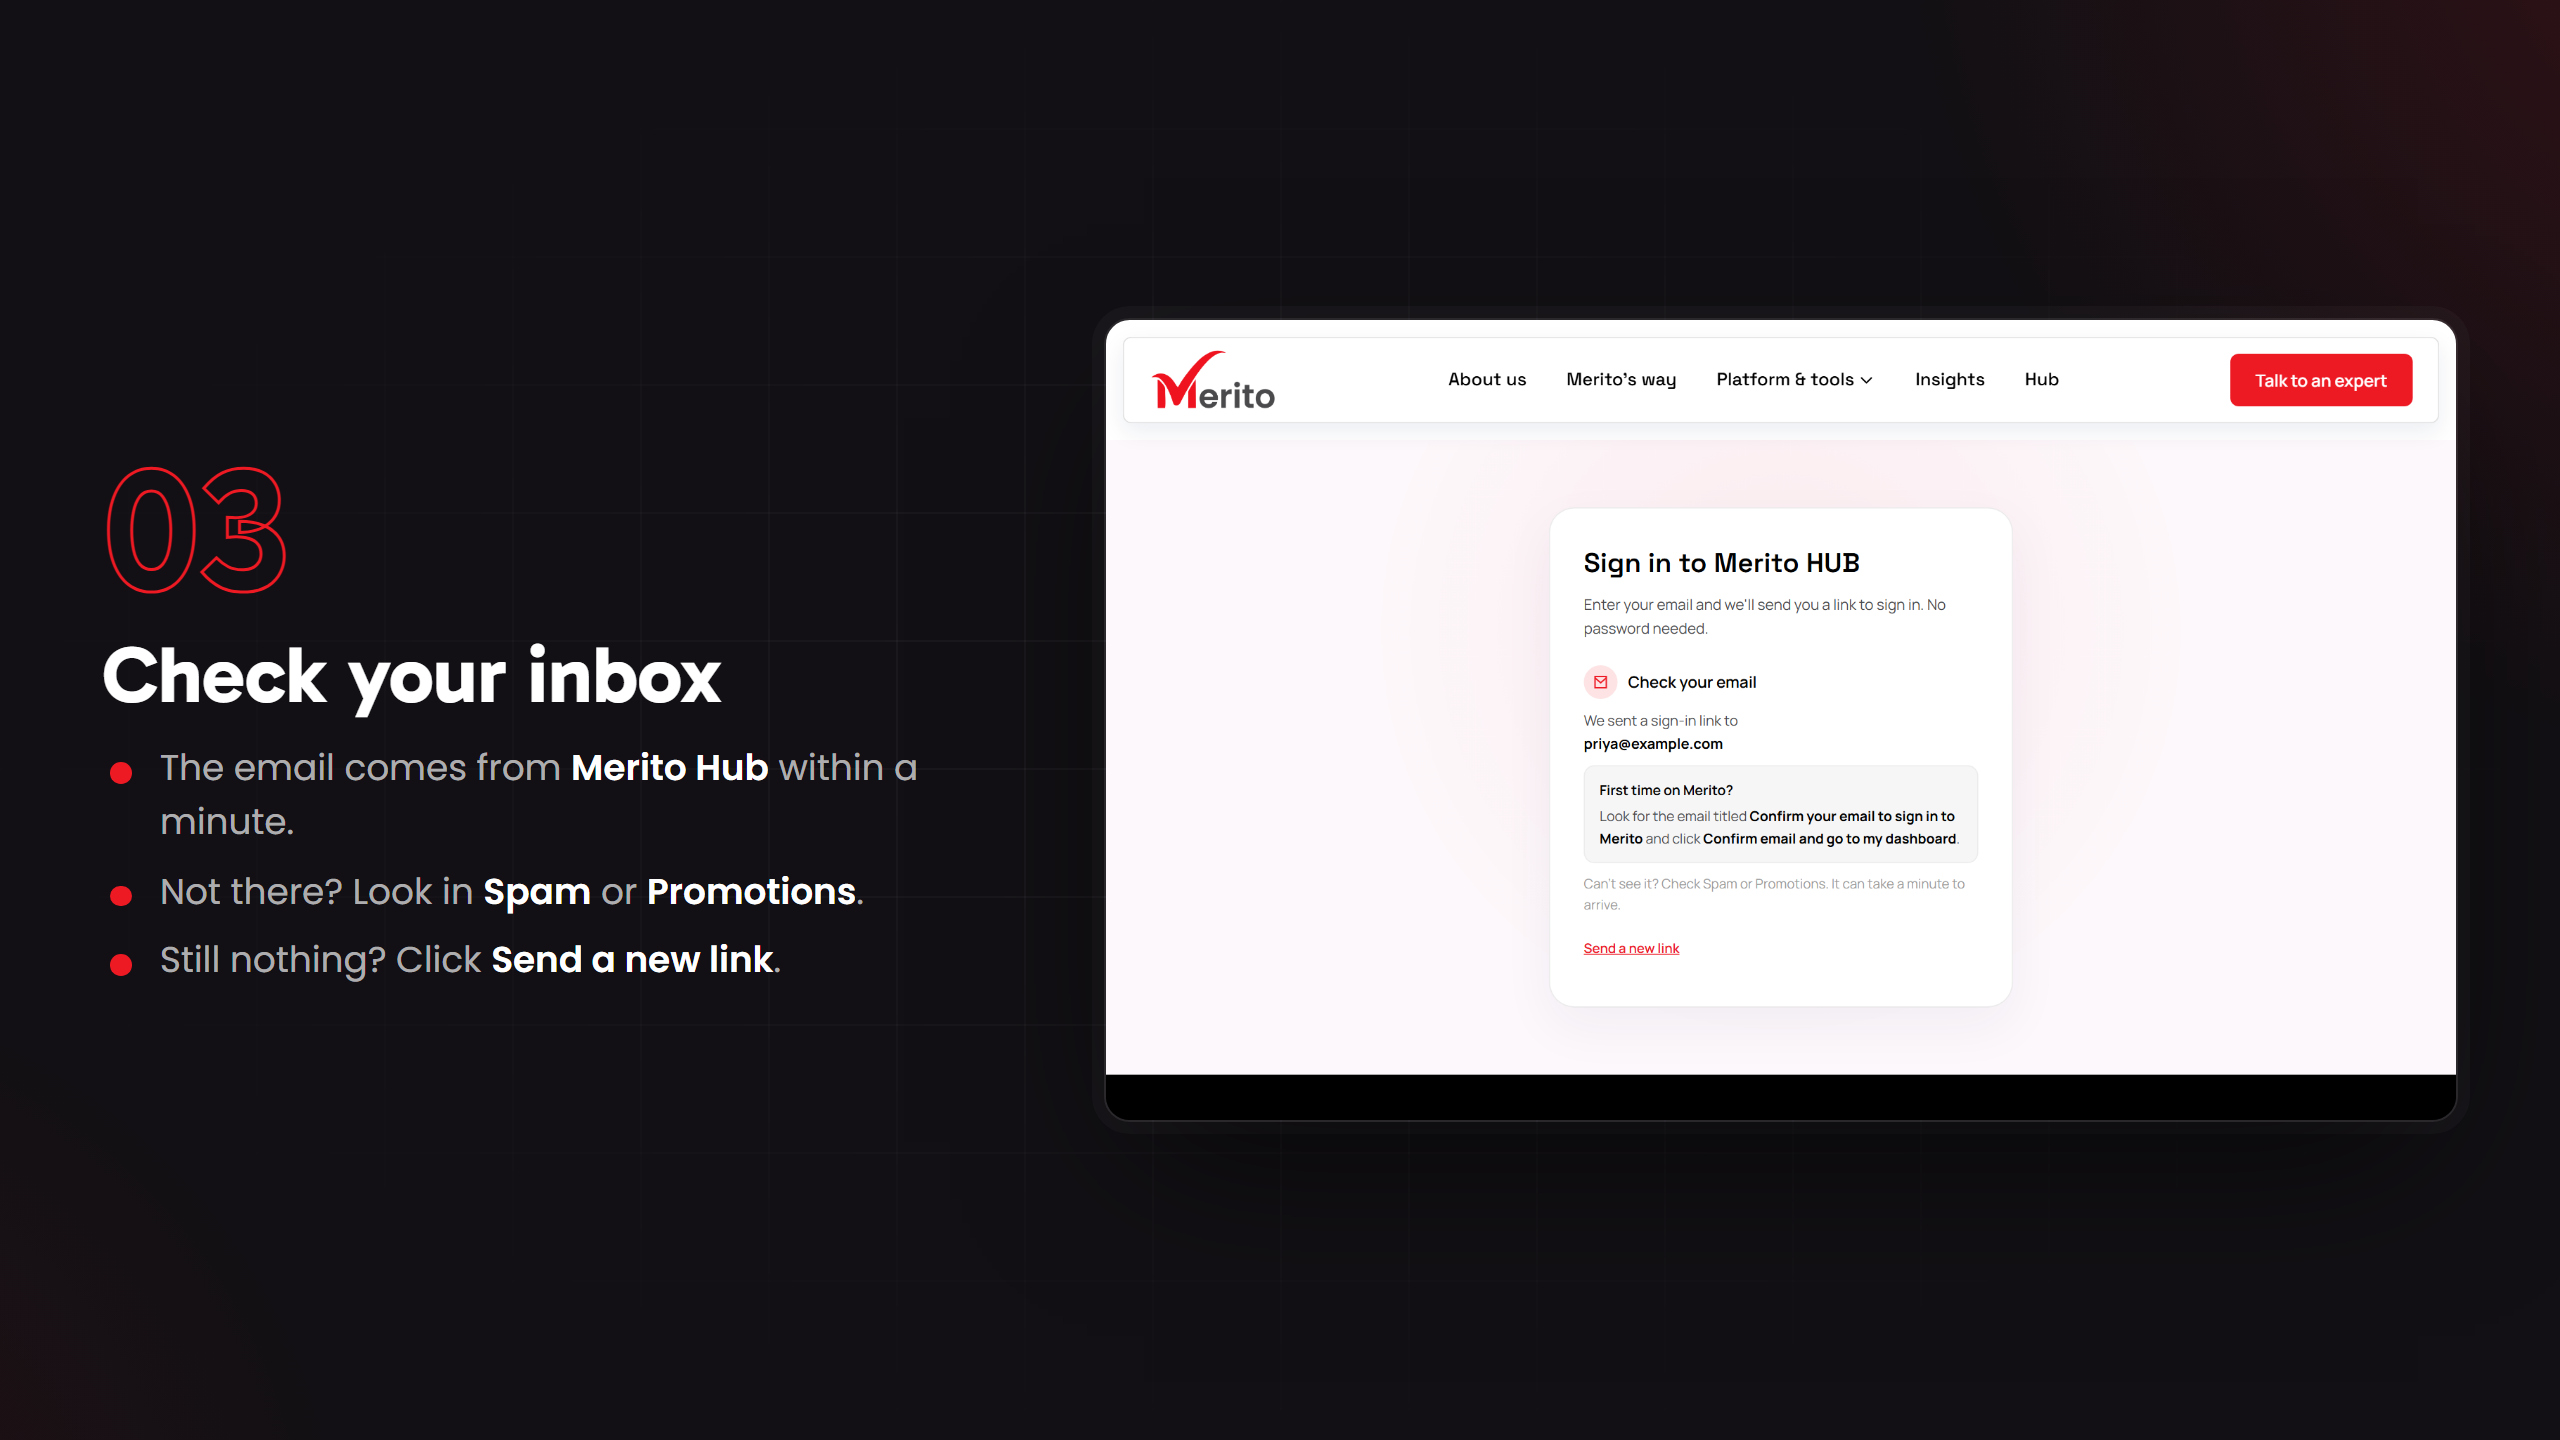 03
Check your inbox
The email comes from Merito Hub within a
minute.
Not there? Look in Spam or Promotions.
Still nothing? Click Send a new link.
Merito
About us
Merito's way
Platform & tools
Insights
Hub
Talk to an expert
Sign in to Merito HUB
Enter your email and we'll send you a link to sign in. No
password needed.
Check your email
We sent a sign-in link to
priya@example.com
First time on Merito?
Look for the email titled Confirm your email to sign in to
Merito and click Confirm email and go to my dashboard.
Can't see it? Check Spam or Promotions. It can take a minute to
arrive.
Send a new link